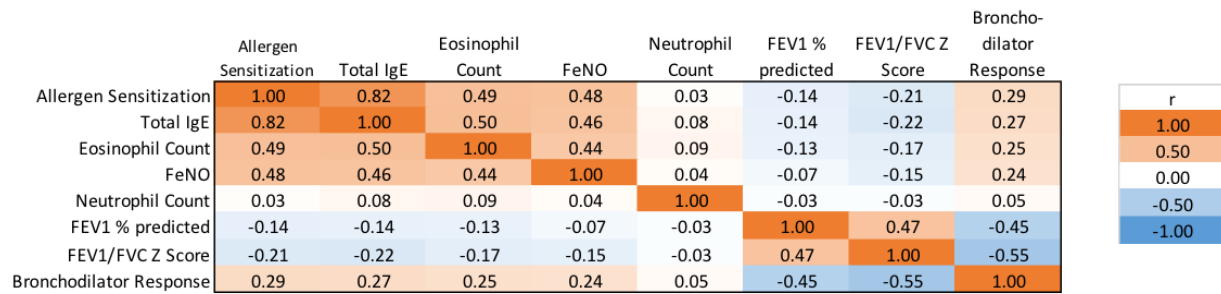 Broncho-
Allergen Eosinophil Neutrophil FEV1 % FEV1/FVC Z dilator
Sensitization Total IgE Count FeNO Count predicted Score Response
Allergen Sensitization 1.00 0.82 0.49 0.48 0.03 -0.14 -0.21 0.29
Total IgE 0.82 1.00 0.50 0.46 0.08 -0.14 -0.22 0.27
Eosinophil Count 0.49 0.50 1.00 0.44 0.09 -0.13 -0.17 0.25
FeNO 0.48 0.46 0.44 1.00 0.04 -0.07 -0.15 0.24
Neutrophil Count 0.03 0.08 0.09 0.04 1.00 -0.03 -0.03 0.05
FEV1 % predicted -0.14 -0.14 -0.13 -0.07 -0.03 1.00 0.47 -0.45
FEV1/FVC Z Score -0.21 -0.22 -0.17 -0.15 -0.03 0.47 1.00 -0.55
Bronchodilator Response 0.29 0.27 0.25 0.24 0.05 -0.45 -0.55 1.00
r
1.00
0.50
0.00
-0.50
-1.00